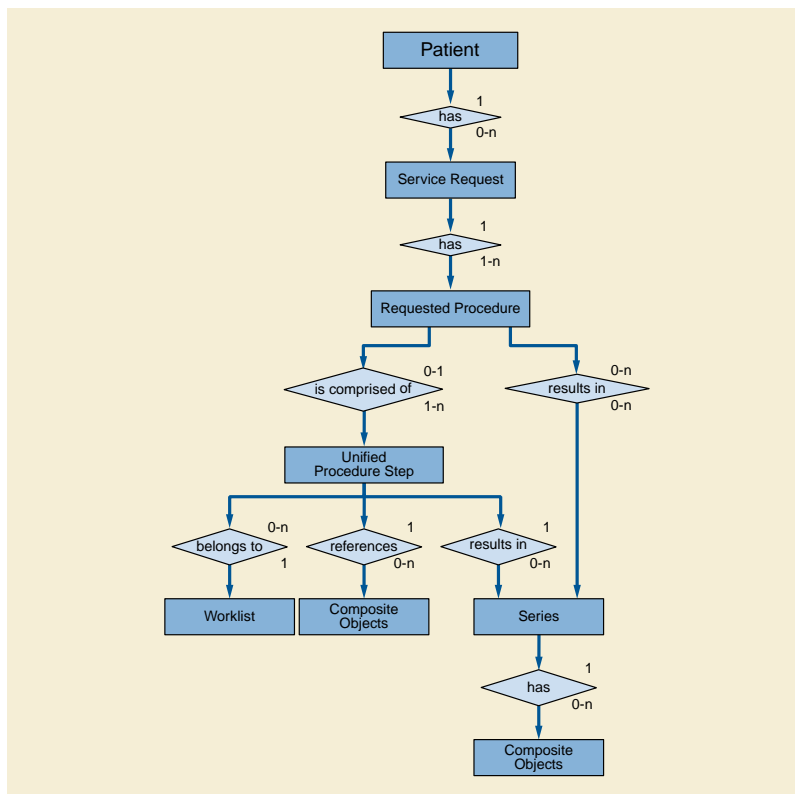 Patient
1
has
0-n
Service Request
1
has
1-n
Requested Procedure
0-1
is comprised of
1-n
0-n
results in
0-n
Unified
Procedure Step
0-n
belongs to
1
1
references
0-n
1
results in
0-n
Worklist
Composite
Objects
Series
1
has
0-n
Composite
Objects